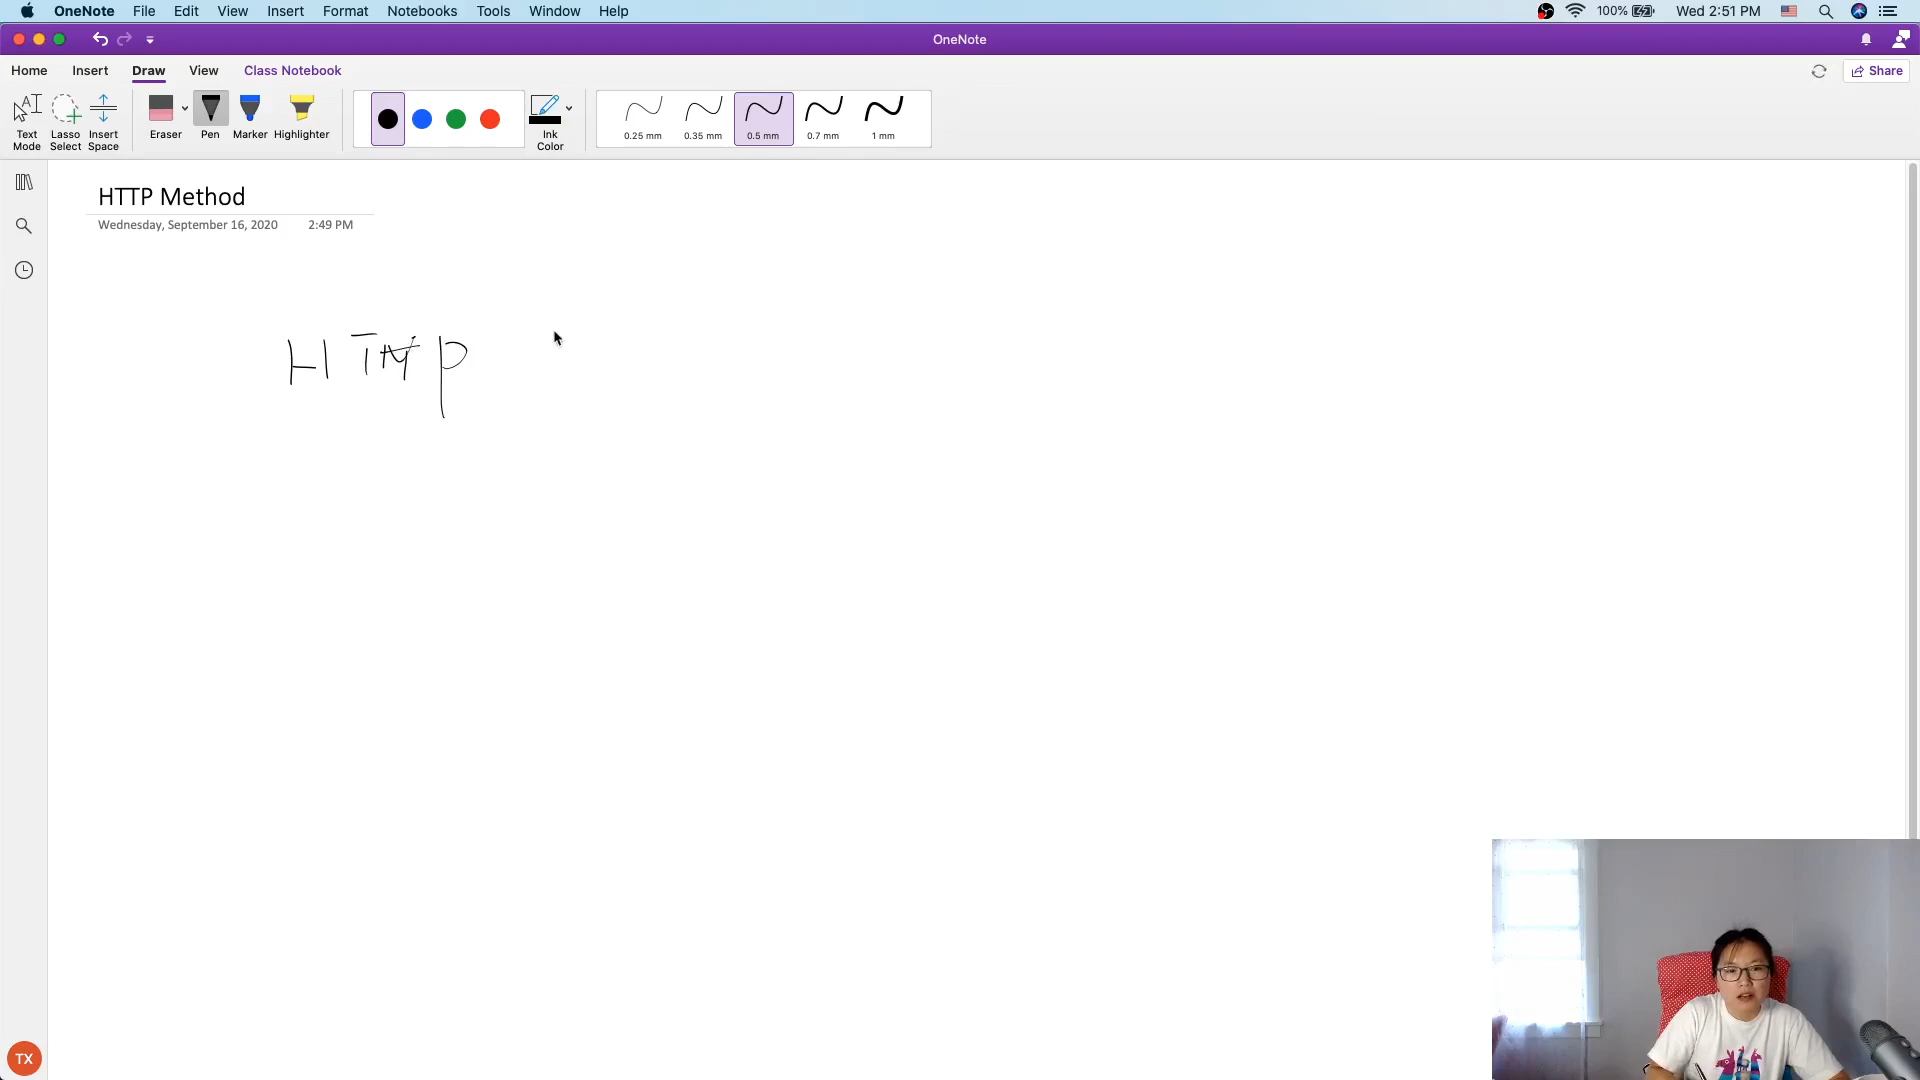 OneNote File Edit View Insert Format Notebooks Tools Window Help 100% Wed 2:51 PM
OneNote
Home Insert Draw View Class Notebook Share
Text Mode Lasso Select Insert Space Eraser Pen Marker Highlighter Ink Color 0.25 mm 0.35 mm 0.5 mm 0.7 mm 1 mm
HTTP Method
Wednesday, September 16, 2020 2:49 PM
TX